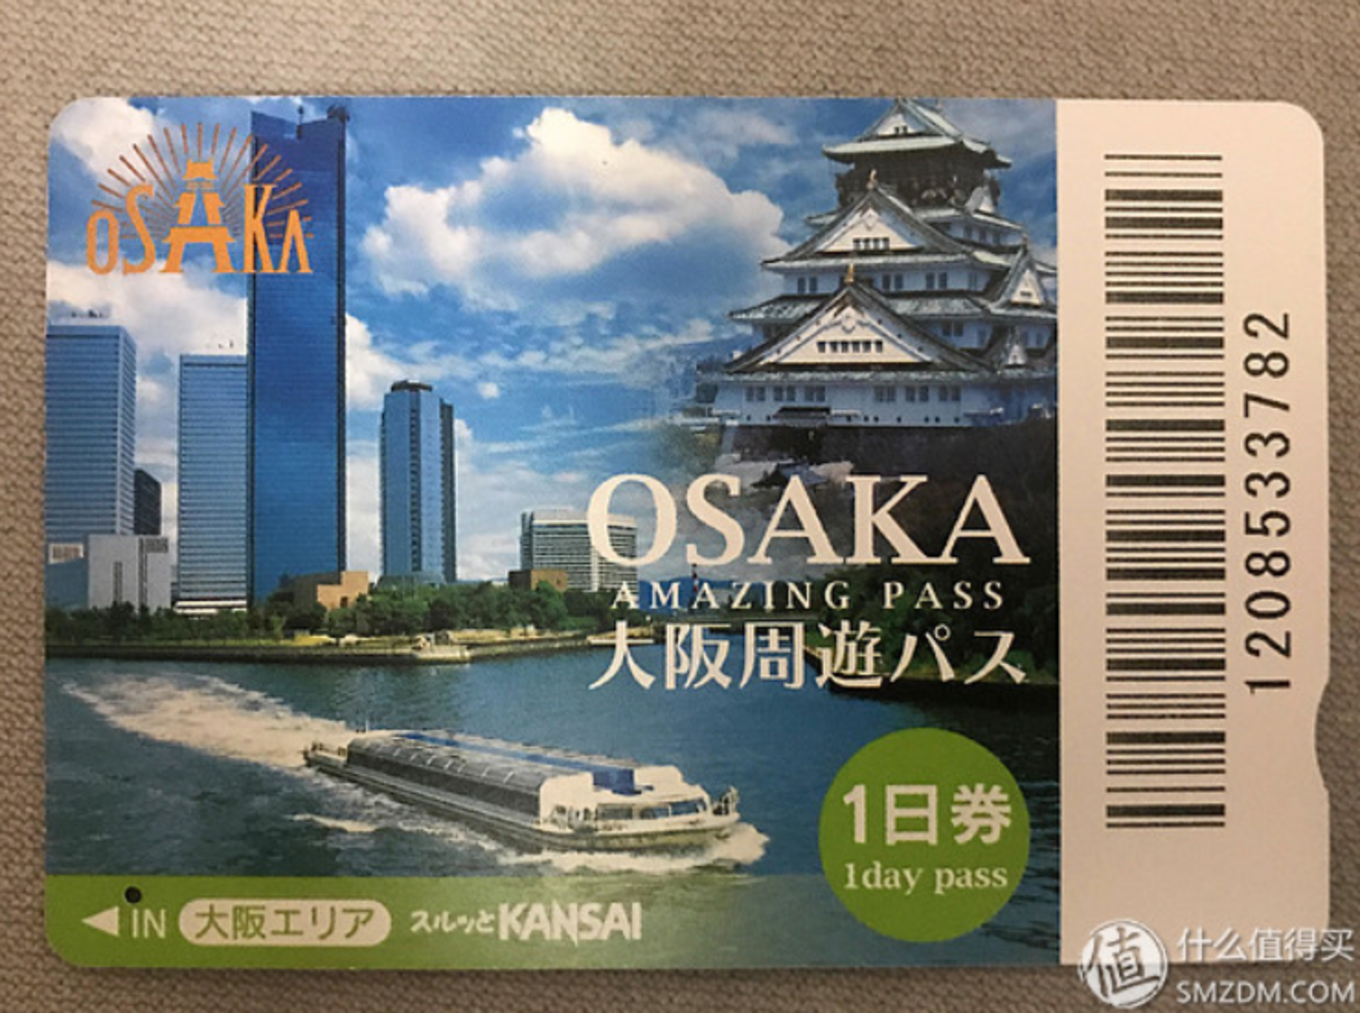 OSAKA
OSAKA
AMAZING PASS
大阪周遊パス
1日券
1day pass
IN 大阪エリア スルッとKANSAI
1208533782
值 什么值得买
SMZDM.COM